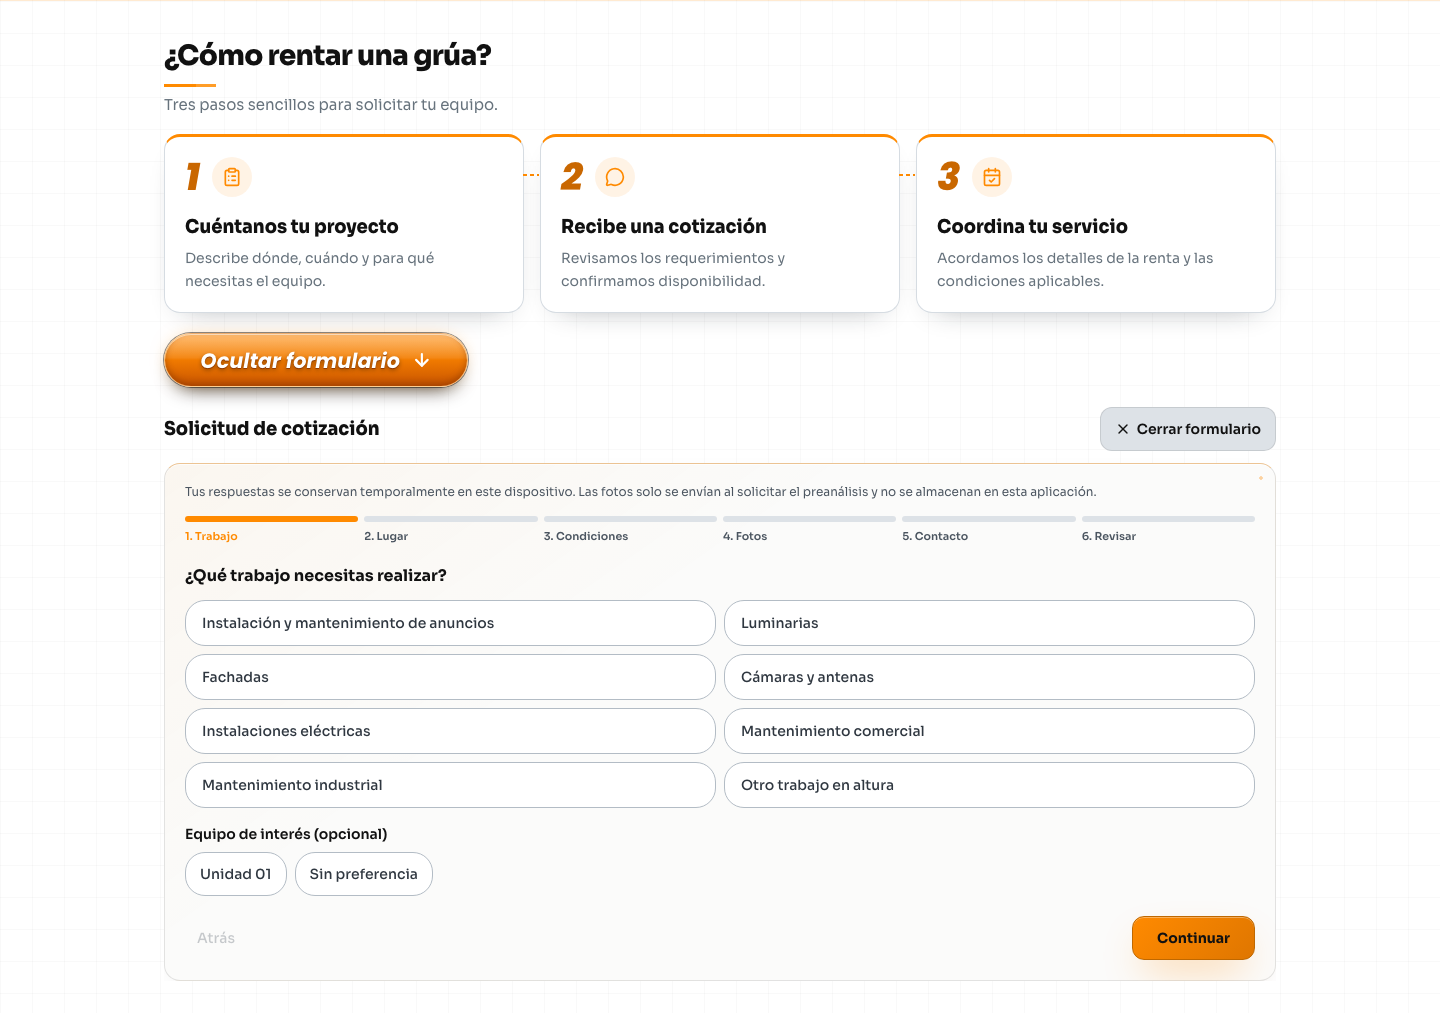 ¿Cómo rentar una grúa?
Tres pasos sencillos para solicitar tu equipo.
1
Cuéntanos tu proyecto
Describe dónde, cuándo y para qué
necesitas el equipo.
2
Recibe una cotización
Revisamos los requerimientos y
confirmamos disponibilidad.
3
Coordina tu servicio
Acordamos los detalles de la renta y las
condiciones aplicables.
Ocultar formulario
Solicitud de cotización
Cerrar formulario
Tus respuestas se conservan temporalmente en este dispositivo. Las fotos solo se envían al solicitar el preanálisis y no se almacenan en esta aplicación.
1. Trabajo
2. Lugar
3. Condiciones
4. Fotos
5. Contacto
6. Revisar
¿Qué trabajo necesitas realizar?
Instalación y mantenimiento de anuncios
Luminarias
Fachadas
Cámaras y antenas
Instalaciones eléctricas
Mantenimiento comercial
Mantenimiento industrial
Otro trabajo en altura
Equipo de interés (opcional)
Unidad 01
Sin preferencia
Atrás
Continuar